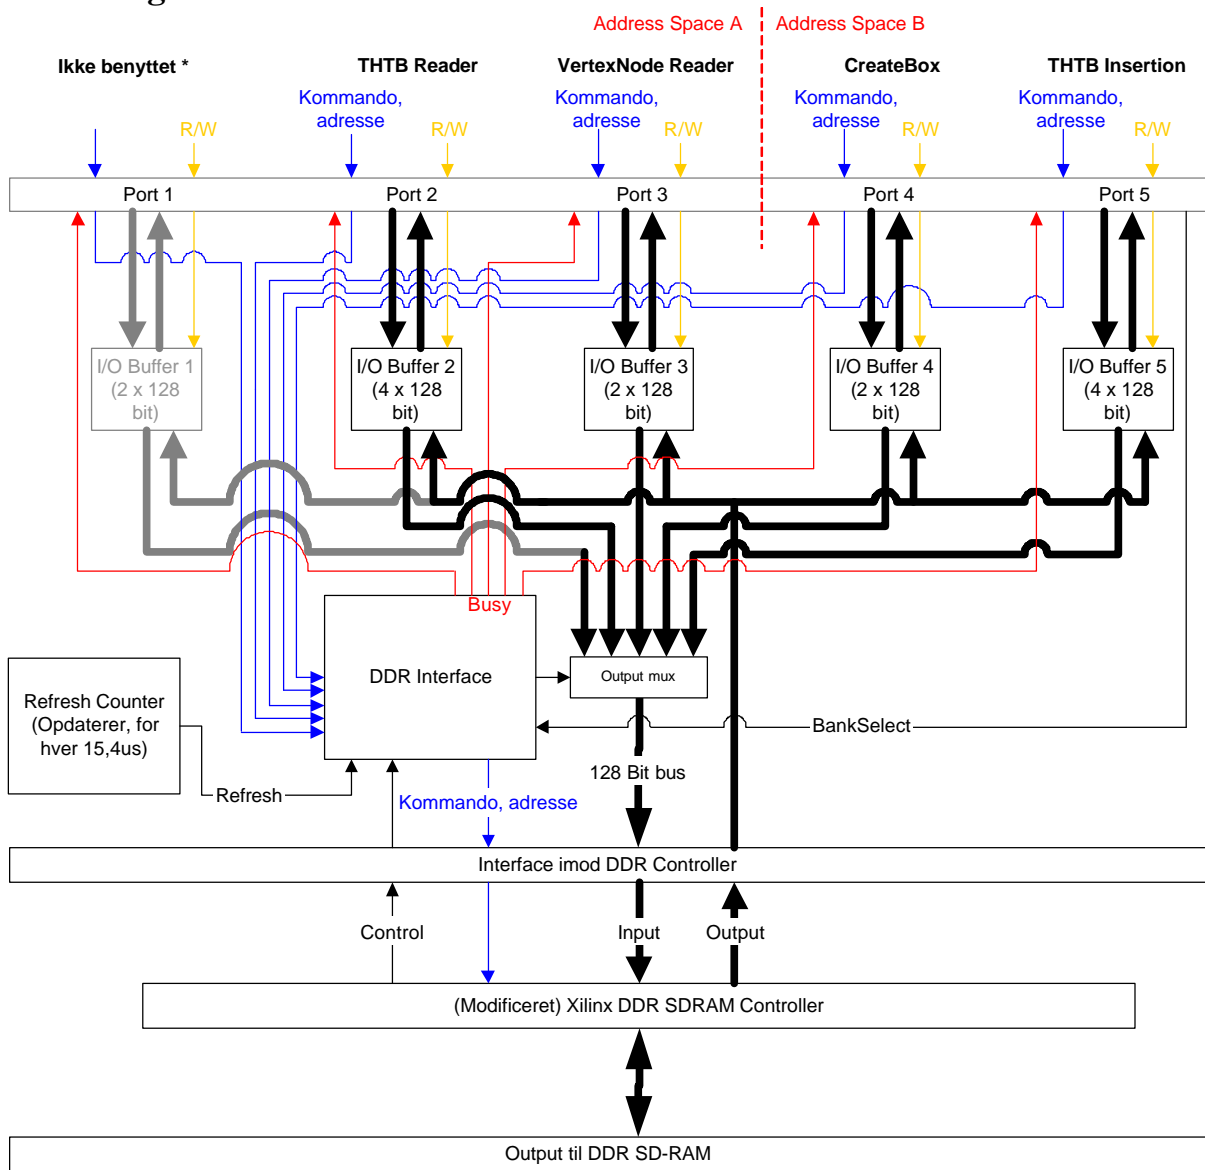 Address Space A
Address Space B
Ikke benyttet *
THTB Reader
VertexNode Reader
CreateBox
THTB Insertion
Kommando,
adresse
Kommando,
adresse
Kommando,
adresse
Kommando,
adresse
R/W
R/W
R/W
R/W
R/W
Port 1
Port 2
Port 3
Port 4
Port 5
I/O Buffer 1
(2 x 128
bit)
I/O Buffer 2
(4 x 128
bit)
I/O Buffer 3
(2 x 128
bit)
I/O Buffer 4
(2 x 128
bit)
I/O Buffer 5
(4 x 128
bit)
Busy
DDR Interface
Output mux
Refresh Counter
(Opdaterer, for
hver 15,4us)
BankSelect
Refresh
128 Bit bus
Kommando, adresse
Interface imod DDR Controller
Control
Input
Output
(Modificeret) Xilinx DDR SDRAM Controller
Output til DDR SD-RAM